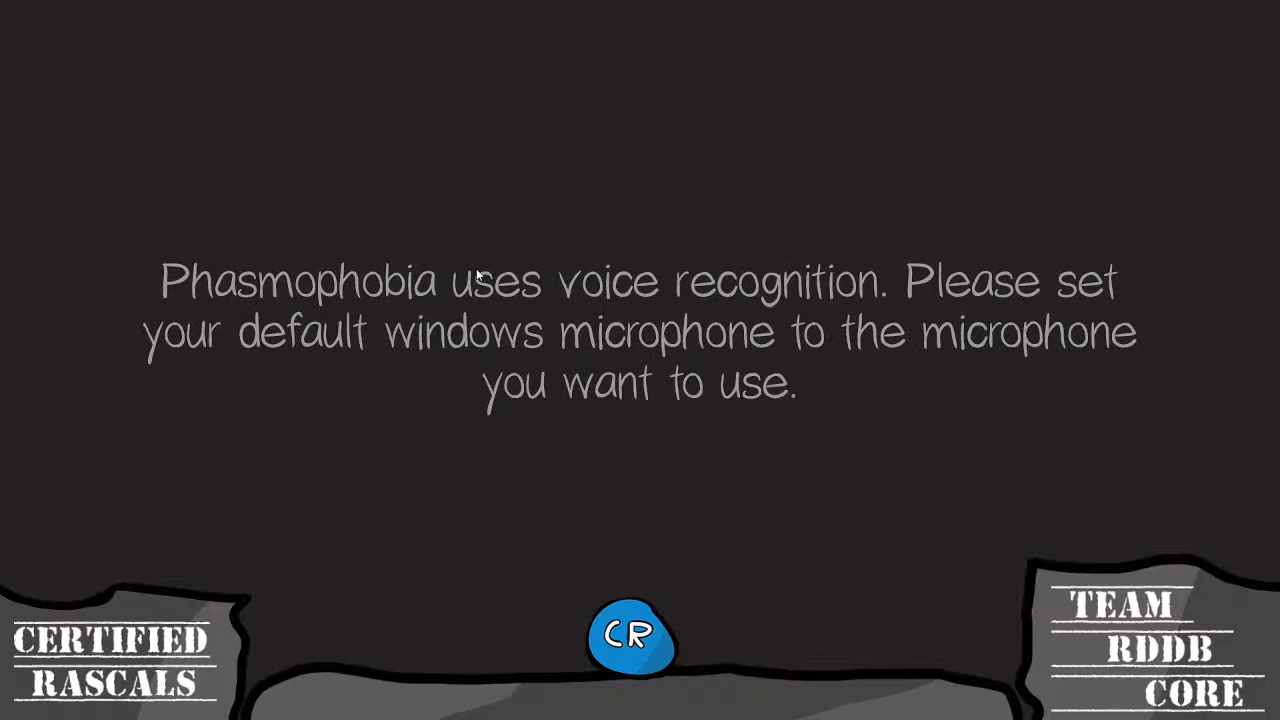 Phasmophobia uses voice recognition. Please set
your default windows microphone to the microphone
you want to use.
CERTIFIED
RASCALS
CR
TEAM
RDDB
CORE